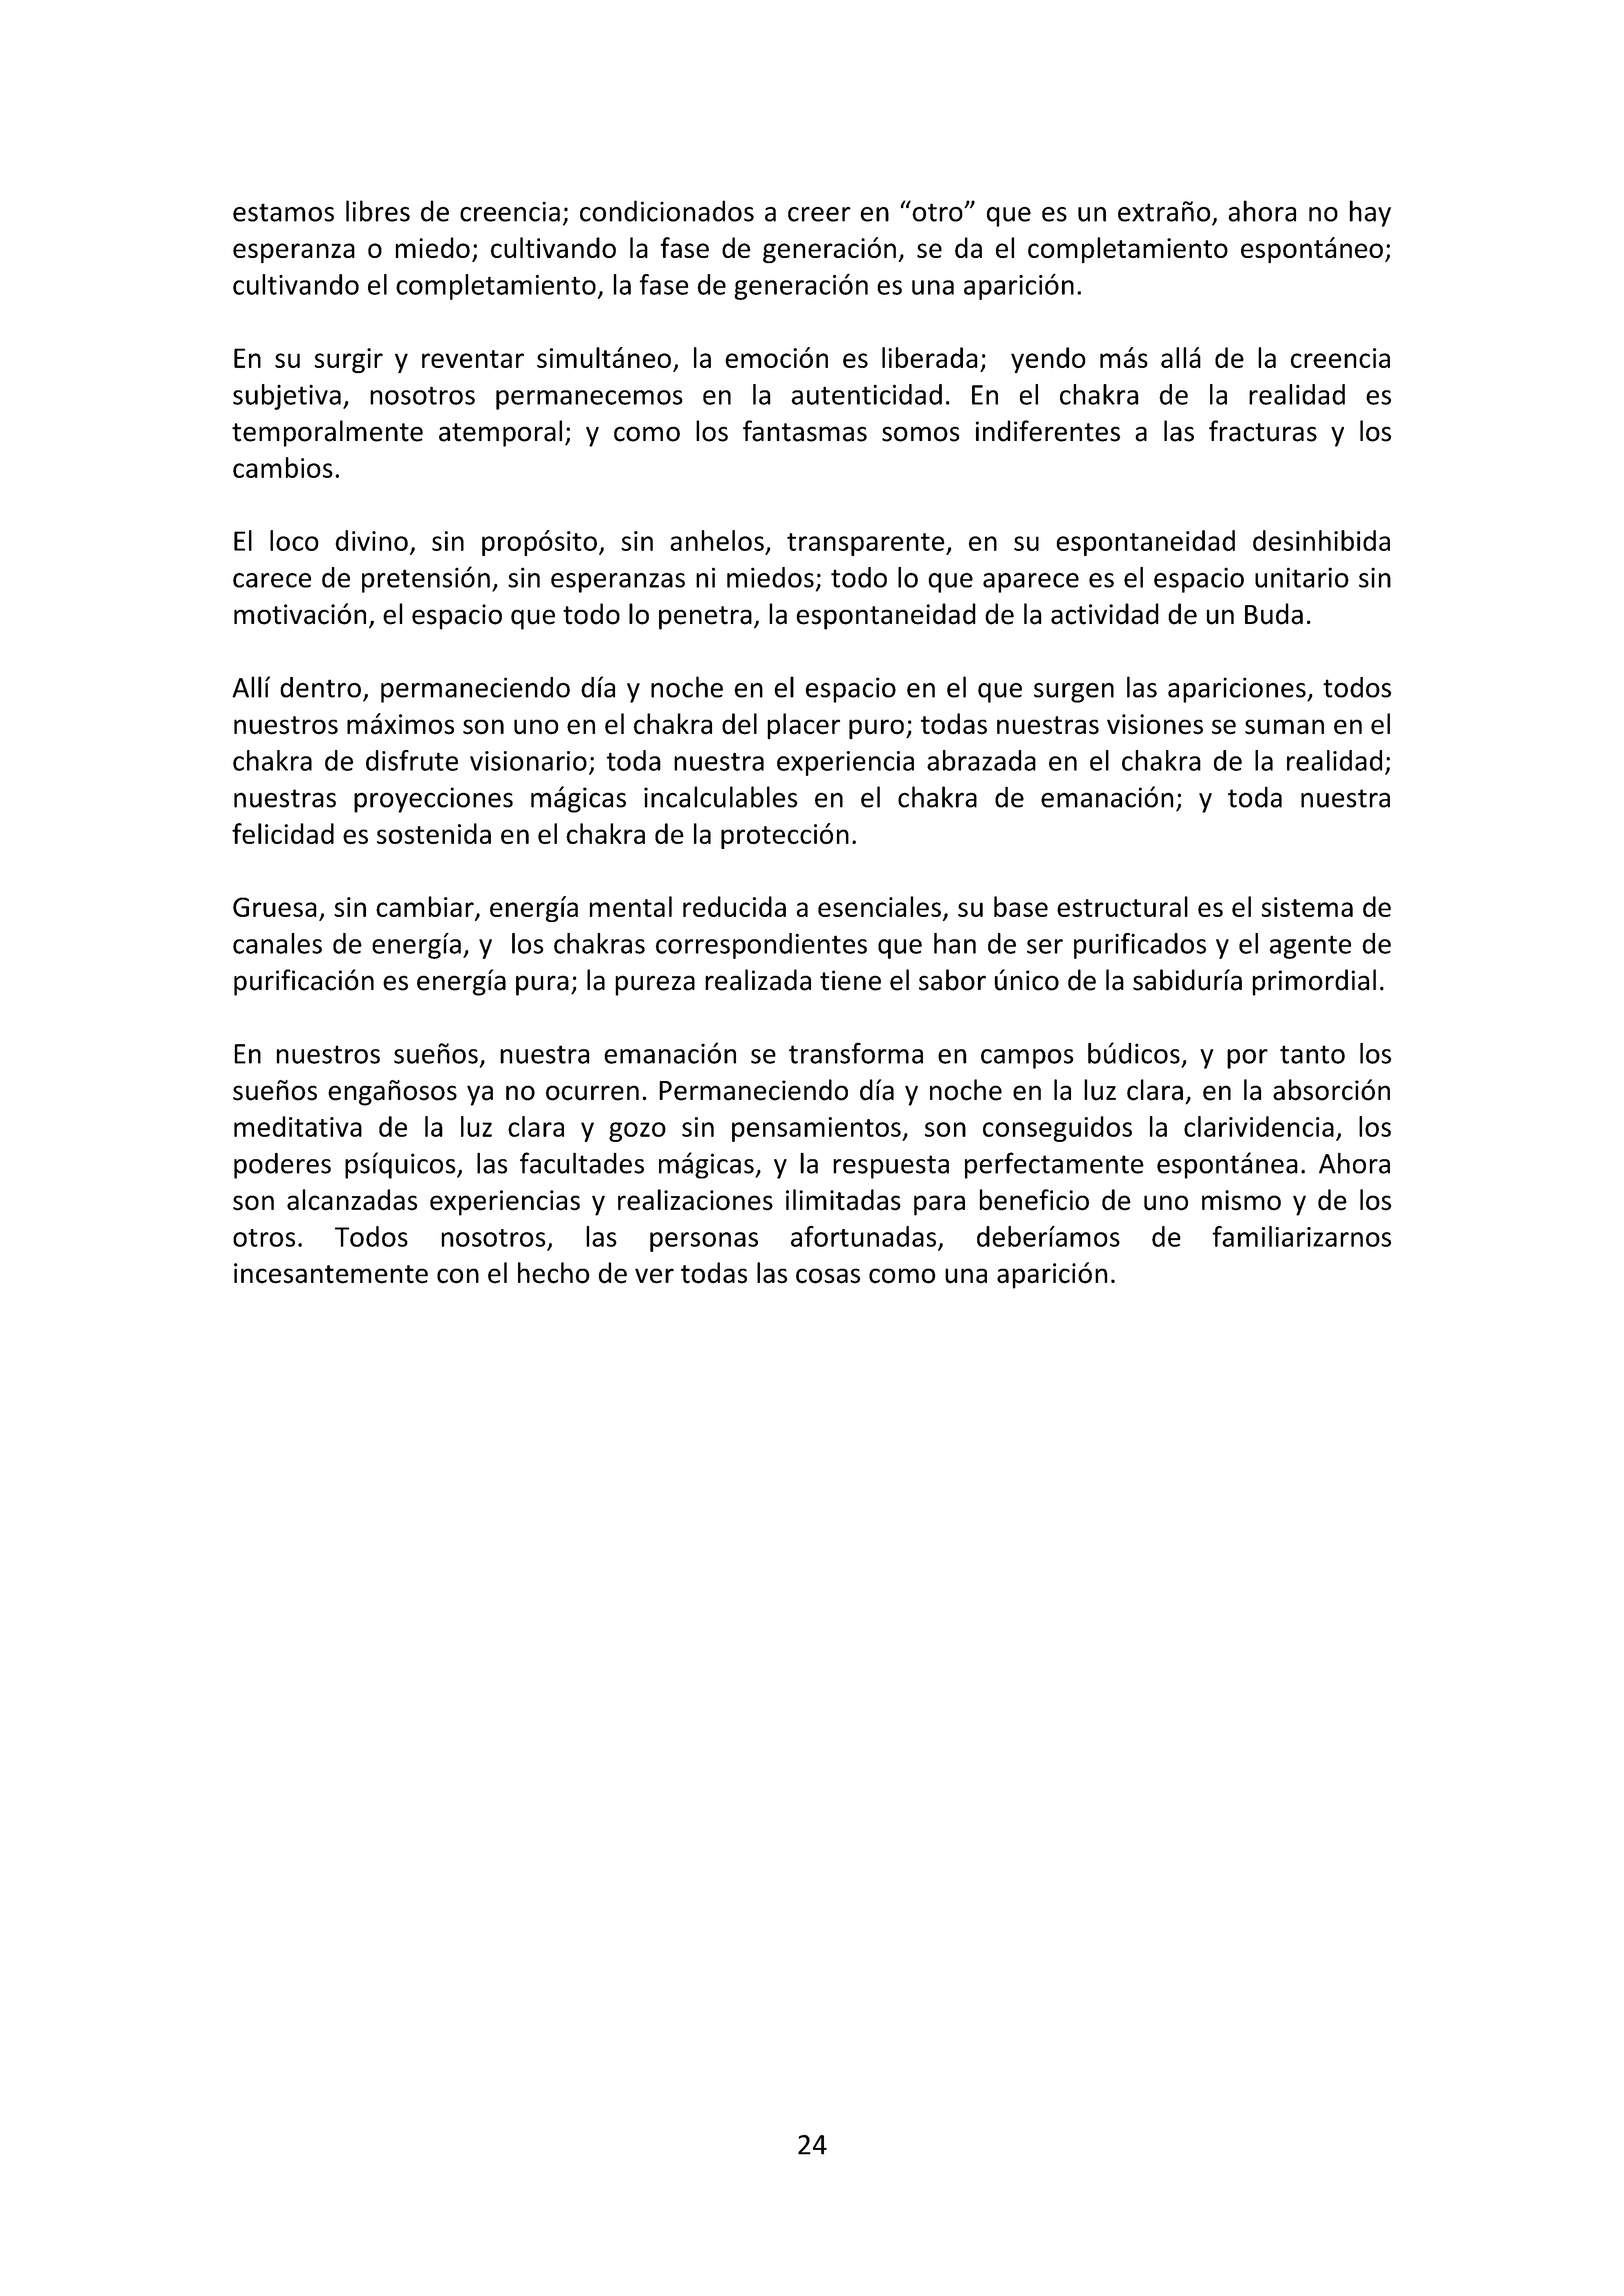 estamos libres de creencia; condicionados a creer en “otro” que es un extraño, ahora no hay
esperanza o miedo; cultivando la fase de generación, se da el completamiento espontáneo;
cultivando el completamiento, la fase de generación es una aparición.
En su surgir y reventar simultáneo, la emoción es liberada; yendo más allá de la creencia
subjetiva, nosotros permanecemos en la autenticidad. En el chakra de la realidad es
temporalmente atemporal; y como los fantasmas somos indiferentes a las fracturas y los
cambios.
El loco divino, sin propósito, sin anhelos, transparente, en su espontaneidad desinhibida
carece de pretensión, sin esperanzas ni miedos; todo lo que aparece es el espacio unitario sin
motivación, el espacio que todo lo penetra, la espontaneidad de la actividad de un Buda.
Allí dentro, permaneciendo día y noche en el espacio en el que surgen las apariciones, todos
nuestros máximos son uno en el chakra del placer puro; todas nuestras visiones se suman en el
chakra de disfrute visionario; toda nuestra experiencia abrazada en el chakra de la realidad;
nuestras proyecciones mágicas incalculables en el chakra de emanación; y toda nuestra
felicidad es sostenida en el chakra de la protección.
Gruesa, sin cambiar, energía mental reducida a esenciales, su base estructural es el sistema de
canales de energía, y los chakras correspondientes que han de ser purificados y el agente de
purificación es energía pura; la pureza realizada tiene el sabor único de la sabiduría primordial.
En nuestros sueños, nuestra emanación se transforma en campos búdicos, y por tanto los
sueños engañosos ya no ocurren. Permaneciendo día y noche en la luz clara, en la absorción
meditativa de la luz clara y gozo sin pensamientos, son conseguidos la clarividencia, los
poderes psíquicos, las facultades mágicas, y la respuesta perfectamente espontánea. Ahora
son alcanzadas experiencias y realizaciones ilimitadas para beneficio de uno mismo y de los
otros. Todos nosotros, las personas afortunadas, deberíamos de familiarizarnos
incesantemente con el hecho de ver todas las cosas como una aparición.
24